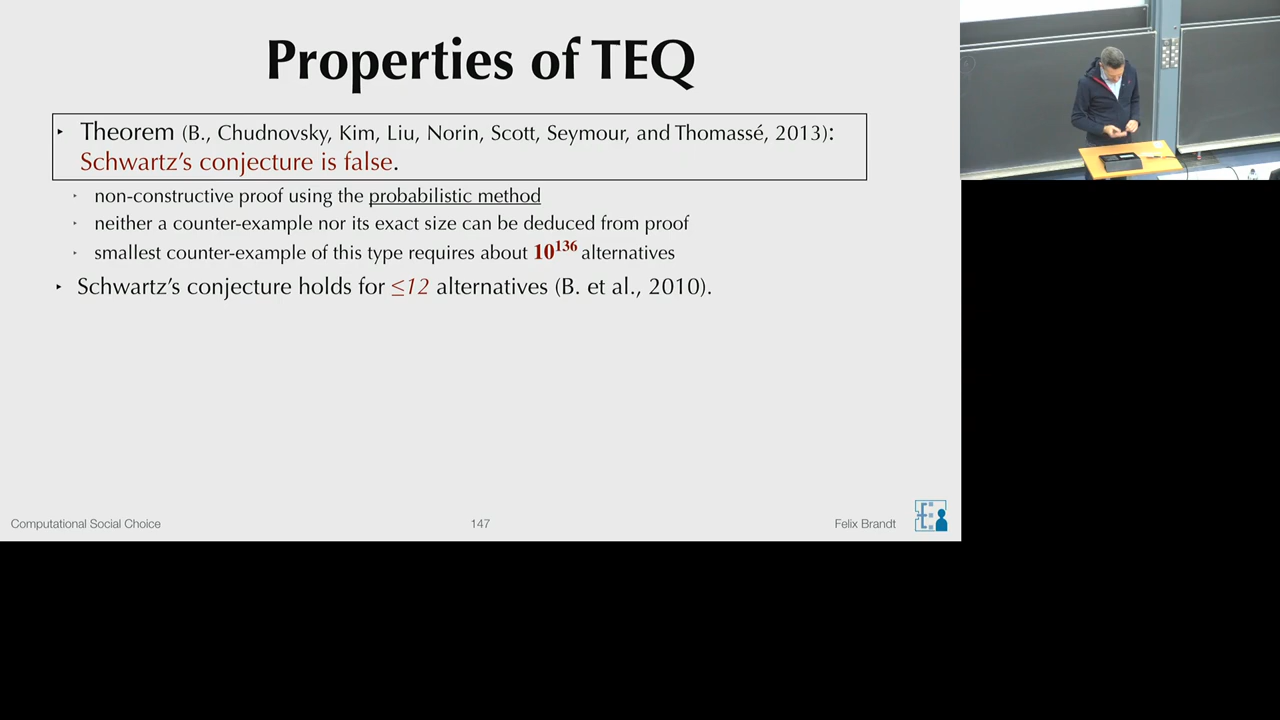 Properties of TEQ
‣ Theorem (B., Chudnovsky, Kim, Liu, Norin, Scott, Seymour, and Thomassé, 2013):
Schwartz's conjecture is false.
‣ non-constructive proof using the probabilistic method
‣ neither a counter-example nor its exact size can be deduced from proof
‣ smallest counter-example of this type requires about 10¹³⁶ alternatives
‣ Schwartz's conjecture holds for ≤12 alternatives (B. et al., 2010).
Computational Social Choice
147
Felix Brandt